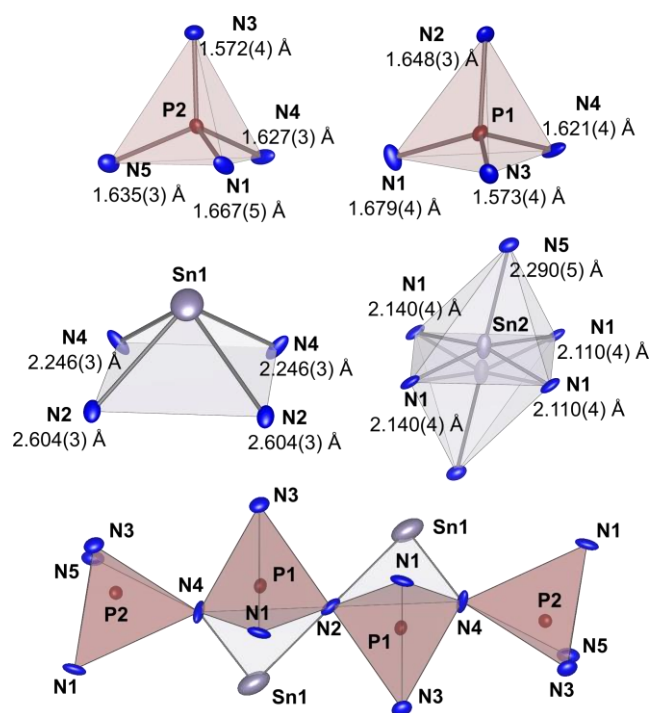 N3
1.572(4) Å
P2
N4
1.627(3) Å
N5
1.635(3) Å
N1
1.667(5) Å
N2
1.648(3) Å
P1
N4
1.621(4) Å
N3
1.573(4) Å
N1
1.679(4) Å
Sn1
N4
2.246(3) Å
N4
2.246(3) Å
N2
2.604(3) Å
N2
2.604(3) Å
N5
2.290(5) Å
N1
2.140(4) Å
Sn2
N1
2.110(4) Å
N1
2.140(4) Å
N1
2.110(4) Å
N3
N3
N5
P2
N1
N4
P1
N1
Sn1
N2
Sn1
N1
P1
N3
N4
N1
P2
N5
N3